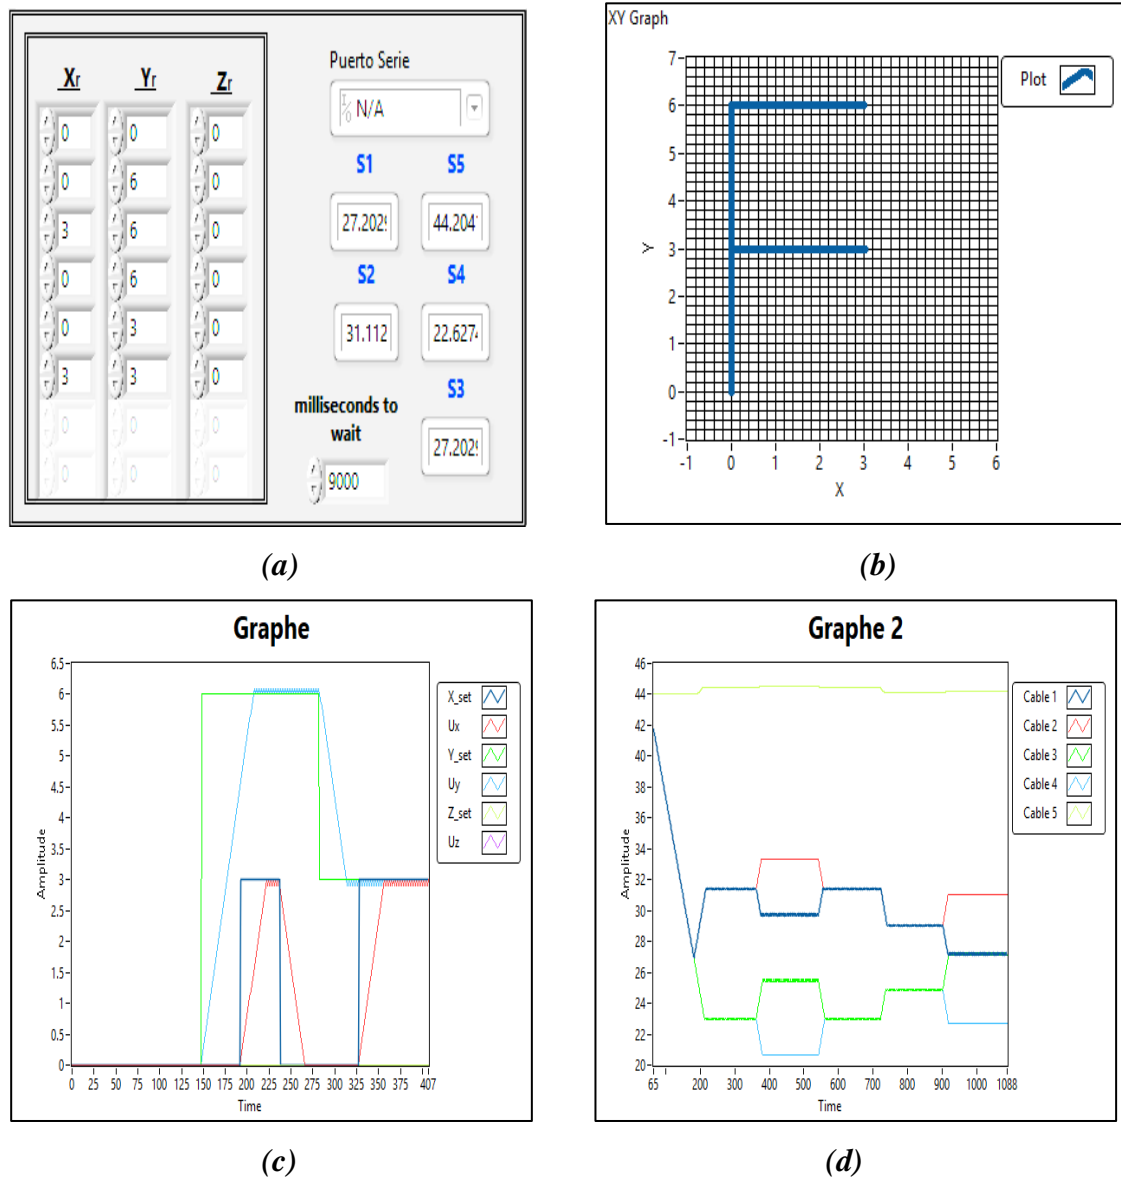 Xr Yr Zr
0 0 0
0 6 0
3 6 0
0 6 0
0 3 0
3 3 0
0 0 0
0 0 0
Puerto Serie
N/A
S1 S5
27.202 44.204
S2 S4
31.112 22.627
S3
27.202
milliseconds to
wait
9000
(a)
XY Graph
Plot
7
6
5
4
3
2
1
0
-1
-1 0 1 2 3 4 5 6
Y
X
(b)
Graphe
6.5
6
5.5
5
4.5
4
3.5
3
2.5
2
1.5
1
0.5
0
0 25 50 75 100 125 150 175 200 225 250 275 300 325 350 375 407
Amplitude
Time
X_set
Ux
Y_set
Uy
Z_set
Uz
(c)
Graphe 2
46
44
42
40
38
36
34
32
30
28
26
24
22
20
65 200 300 400 500 600 700 800 900 1000 1088
Amplitude
Time
Cable 1
Cable 2
Cable 3
Cable 4
Cable 5
(d)